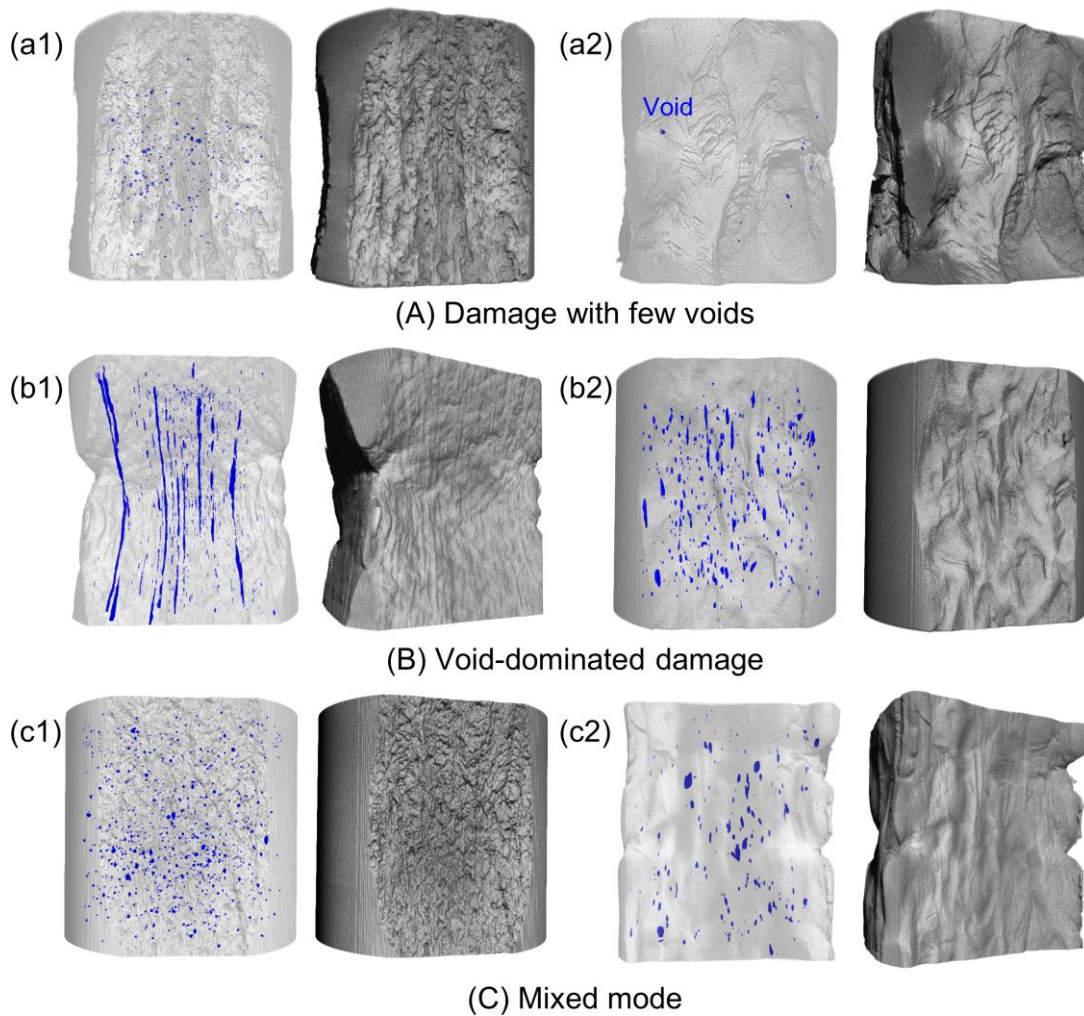 (a1)
(a2)
Void
(A) Damage with few voids
(b1)
(b2)
(B) Void-dominated damage
(c1)
(c2)
(C) Mixed mode